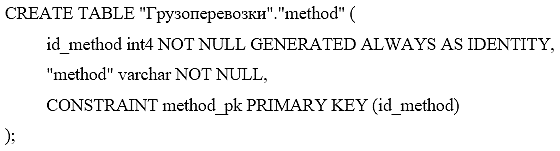 CREATE TABLE "Грузоперевозки"."method" (
id_method int4 NOT NULL GENERATED ALWAYS AS IDENTITY,
"method" varchar NOT NULL,
CONSTRAINT method_pk PRIMARY KEY (id_method)
);